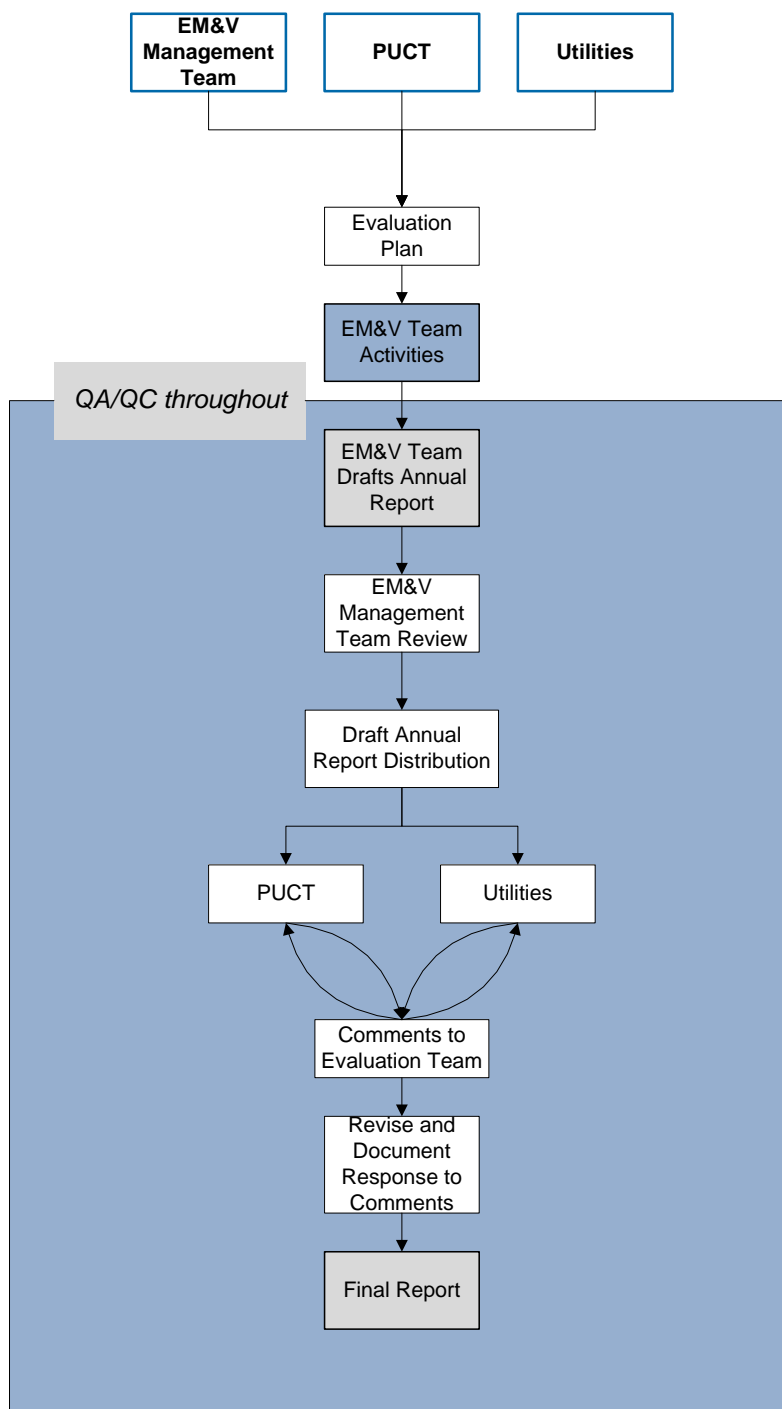 EM&V
Management
Team
PUCT
Utilities
Evaluation
Plan
EM&V Team
Activities
QA/QC throughout
EM&V Team
Drafts Annual
Report
EM&V
Management
Team Review
Draft Annual
Report Distribution
PUCT
Utilities
Comments to
Evaluation Team
Revise and
Document
Response to
Comments
Final Report